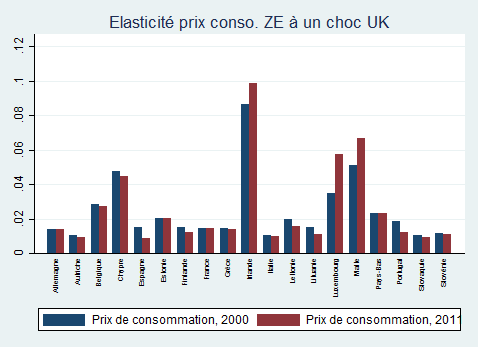 Elasticité prix conso. ZE à un choc UK
.12
.1
.08
.06
.04
.02
0
Allemagne
Autriche
Belgique
Chypre
Espagne
Estonie
Finlande
France
Grèce
Irlande
Italie
Lettonie
Lituanie
Luxembourg
Malte
Pays-Bas
Portugal
Slovaquie
Slovénie
Prix de consommation, 2000
Prix de consommation, 2011